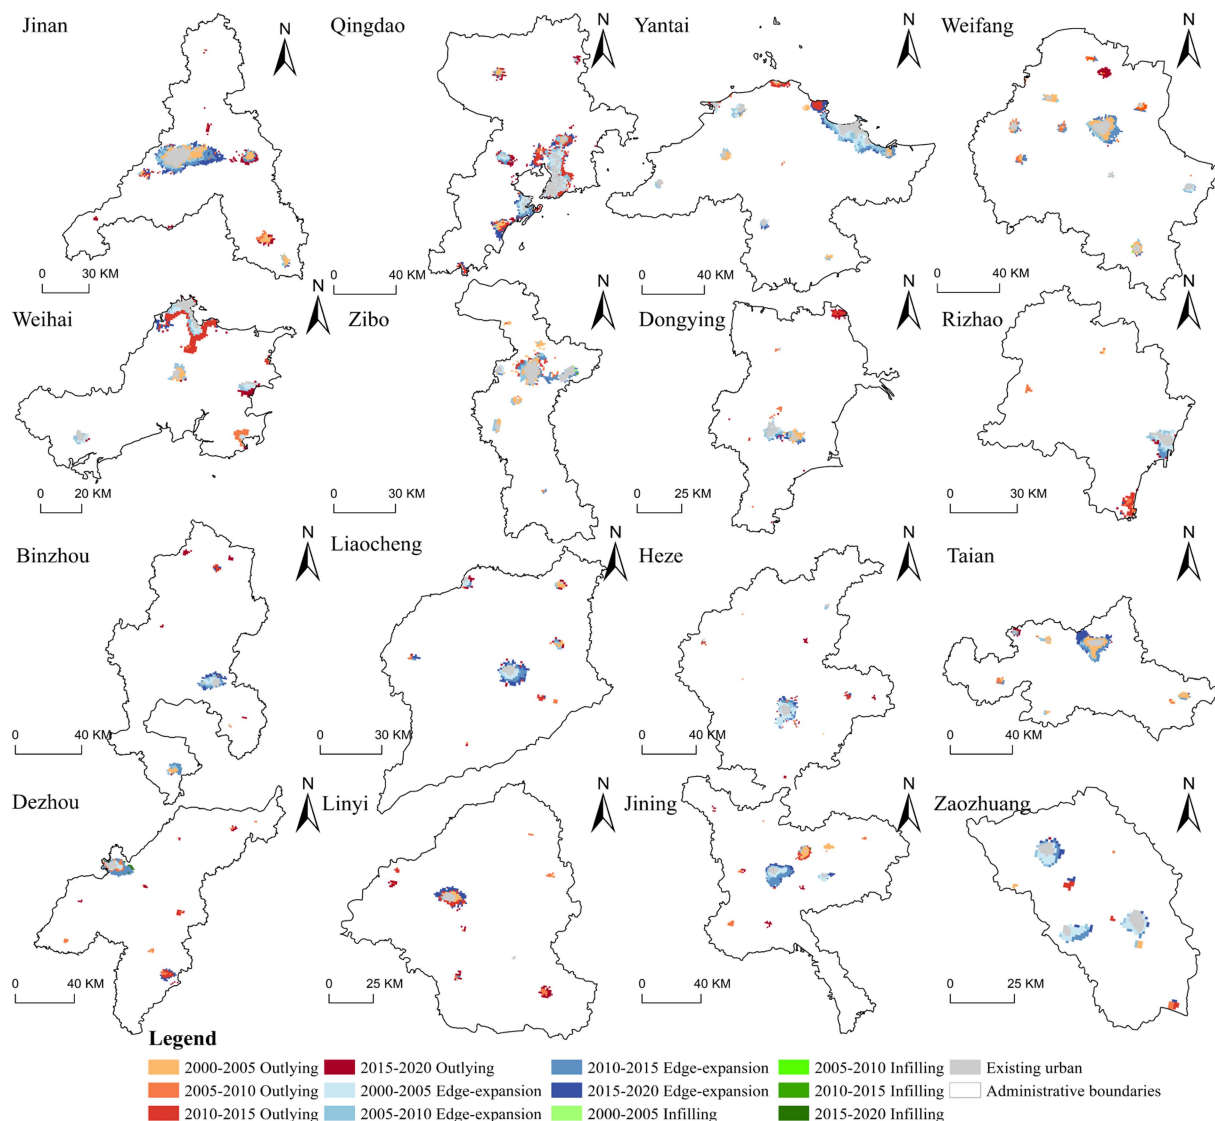 Jinan
N
0 30 KM
Qingdao
N
0 40 KM
Yantai
N
0 40 KM
Weifang
N
0 40 KM
Weihai
N
0 20 KM
Zibo
N
0 30 KM
Dongying
N
0 25 KM
Rizhao
N
0 30 KM
Binzhou
N
0 40 KM
Liaocheng
N
0 30 KM
Heze
N
0 40 KM
Taian
N
0 40 KM
Dezhou
N
0 40 KM
Linyi
N
0 25 KM
Jining
N
0 40 KM
Zaozhuang
N
0 25 KM
Legend
2000-2005 Outlying
2005-2010 Outlying
2010-2015 Outlying
2015-2020 Outlying
2000-2005 Edge-expansion
2005-2010 Edge-expansion
2010-2015 Edge-expansion
2015-2020 Edge-expansion
2000-2005 Infilling
2005-2010 Infilling
2010-2015 Infilling
2015-2020 Infilling
Existing urban
Administrative boundaries